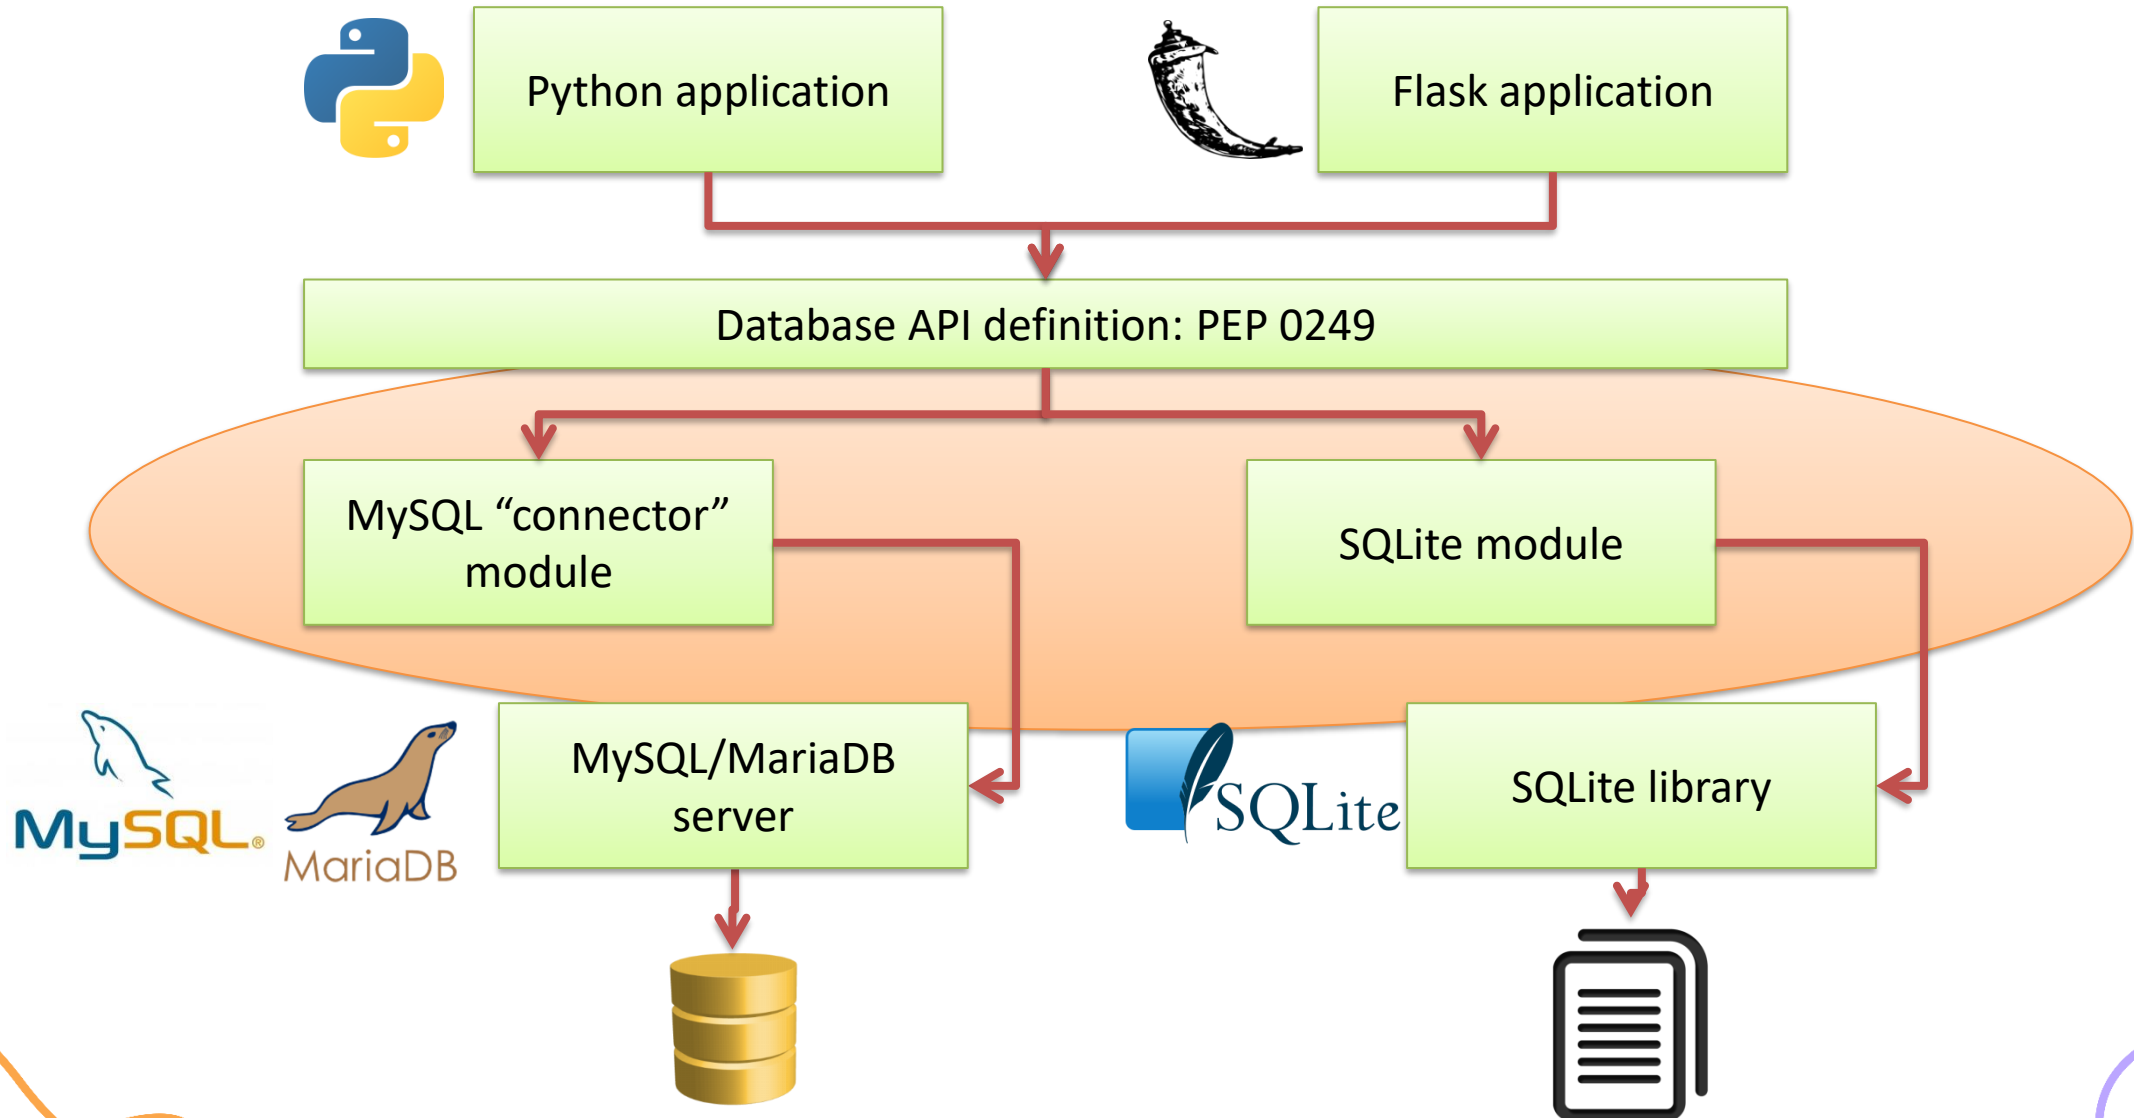 Python application
Flask application
Database API definition: PEP 0249
MySQL “connector”
module
SQLite module
MySQL®
MariaDB
MySQL/MariaDB
server
SQLite
SQLite library